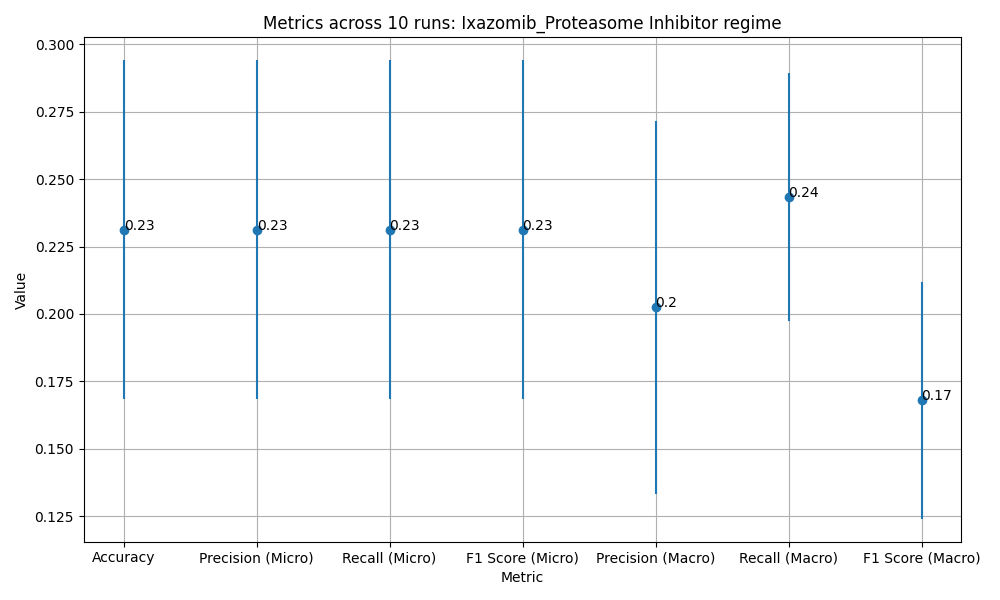 Metrics across 10 runs: Ixazomib_Proteasome Inhibitor regime
0.300
0.275
0.250
0.225
0.200
0.175
0.150
0.125
Value
0.23
0.23
0.23
0.23
0.2
0.24
0.17
Accuracy
Precision (Micro)
Recall (Micro)
F1 Score (Micro)
Precision (Macro)
Recall (Macro)
F1 Score (Macro)
Metric